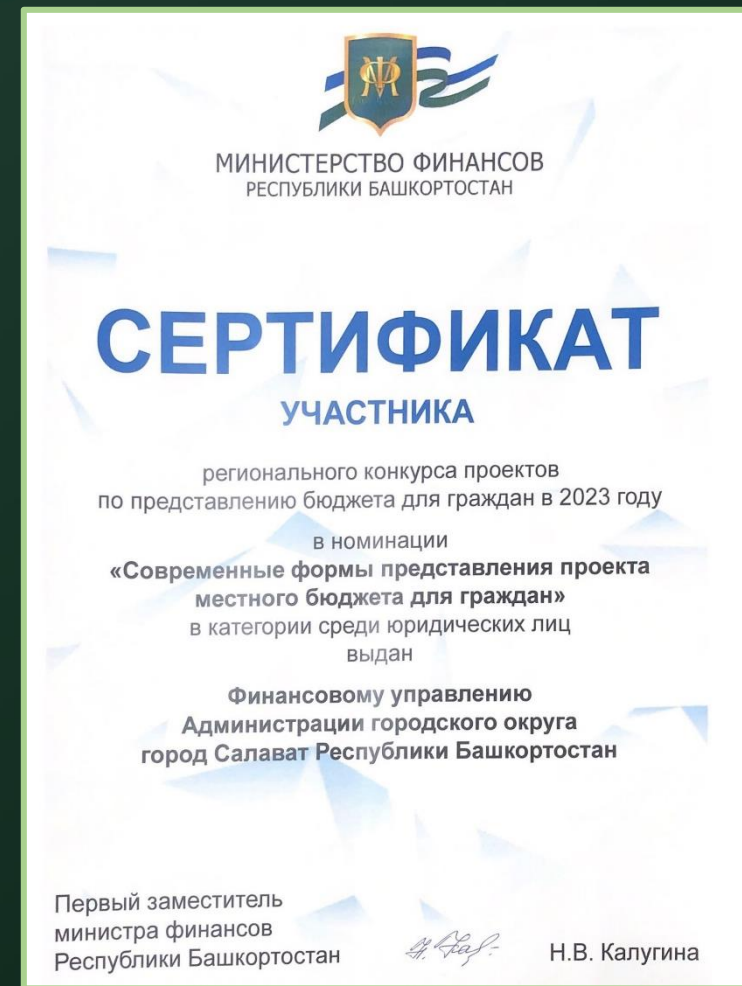 МИНИСТЕРСТВО ФИНАНСОВ
РЕСПУБЛИКИ БАШКОРТОСТАН
СЕРТИФИКАТ
УЧАСТНИКА
регионального конкурса проектов
по представлению бюджета для граждан в 2023 году
в номинации
«Современные формы представления проекта
местного бюджета для граждан»
в категории среди юридических лиц
выдан
Финансовому управлению
Администрации городского округа
город Салават Республики Башкортостан
Первый заместитель
министра финансов
Республики Башкортостан
Н.В. Калугина